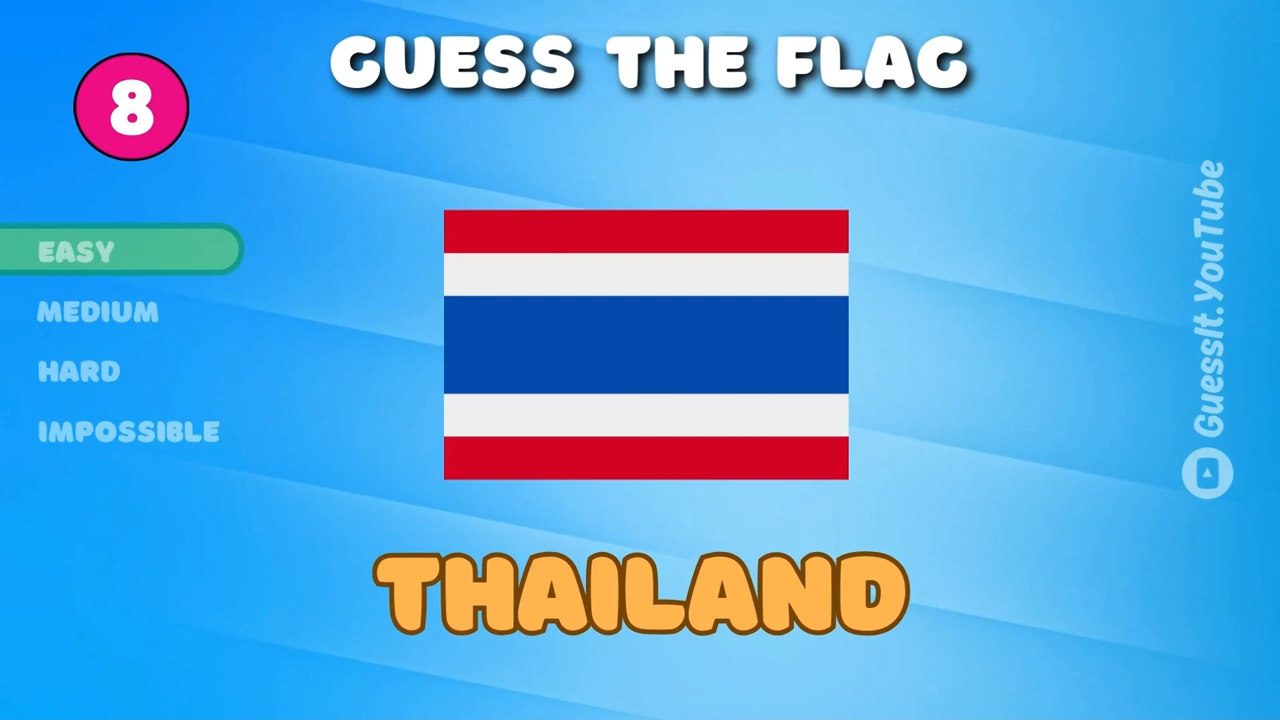 GUESS THE FLAG
8
EASY
MEDIUM
HARD
IMPOSSIBLE
GuessIt.YouTube
THAILAND